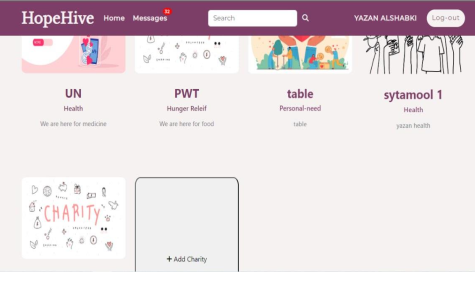 HopeHive Home Messages Search YAZAN ALSHABKI Log-out
UN
Health
We are here for medicine
PWT
Hunger Releif
We are here for food
table
Personal-need
table
sytamool 1
Health
yazan health
CHARITY
+ Add Charity